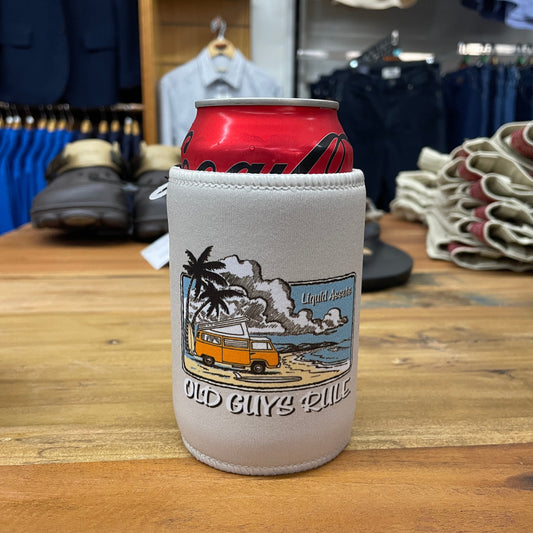 Liquid Assets
OLD GUYS RULE